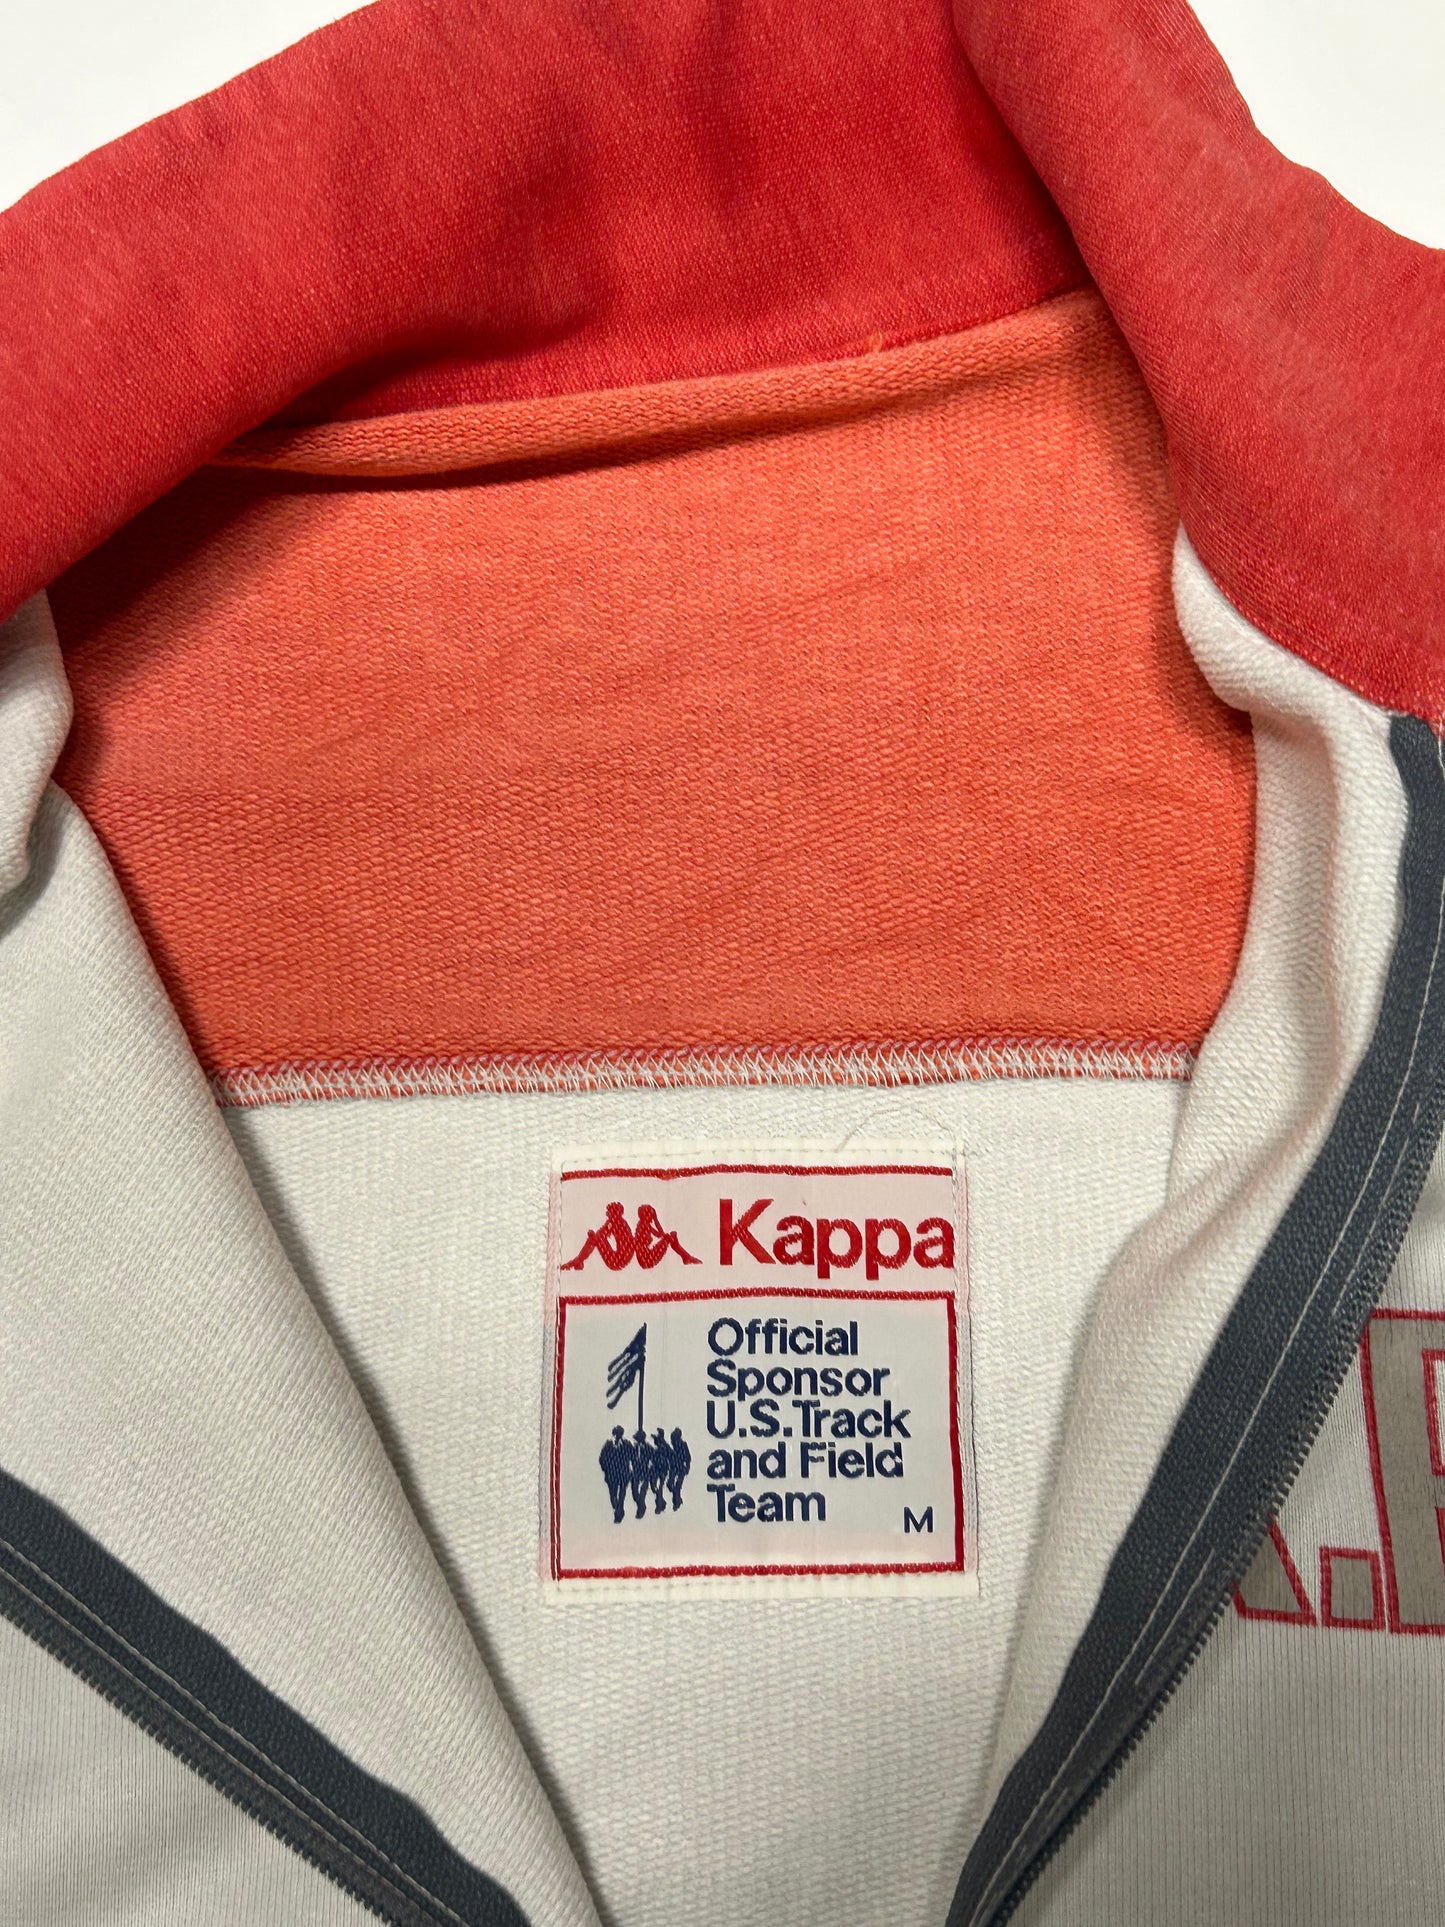 Kappa
Official
Sponsor
U.S. Track
and Field
Team
M